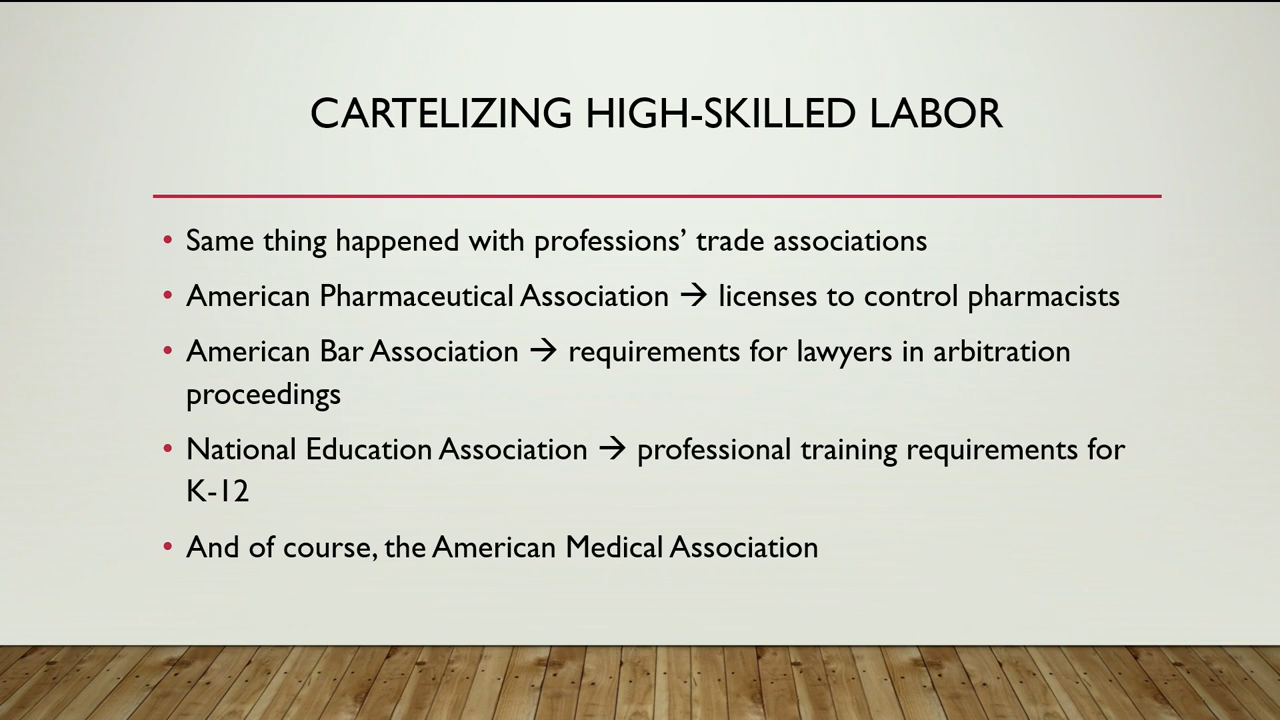 CARTELIZING HIGH-SKILLED LABOR
• Same thing happened with professions’ trade associations
• American Pharmaceutical Association → licenses to control pharmacists
• American Bar Association → requirements for lawyers in arbitration
proceedings
• National Education Association → professional training requirements for
K-12
• And of course, the American Medical Association